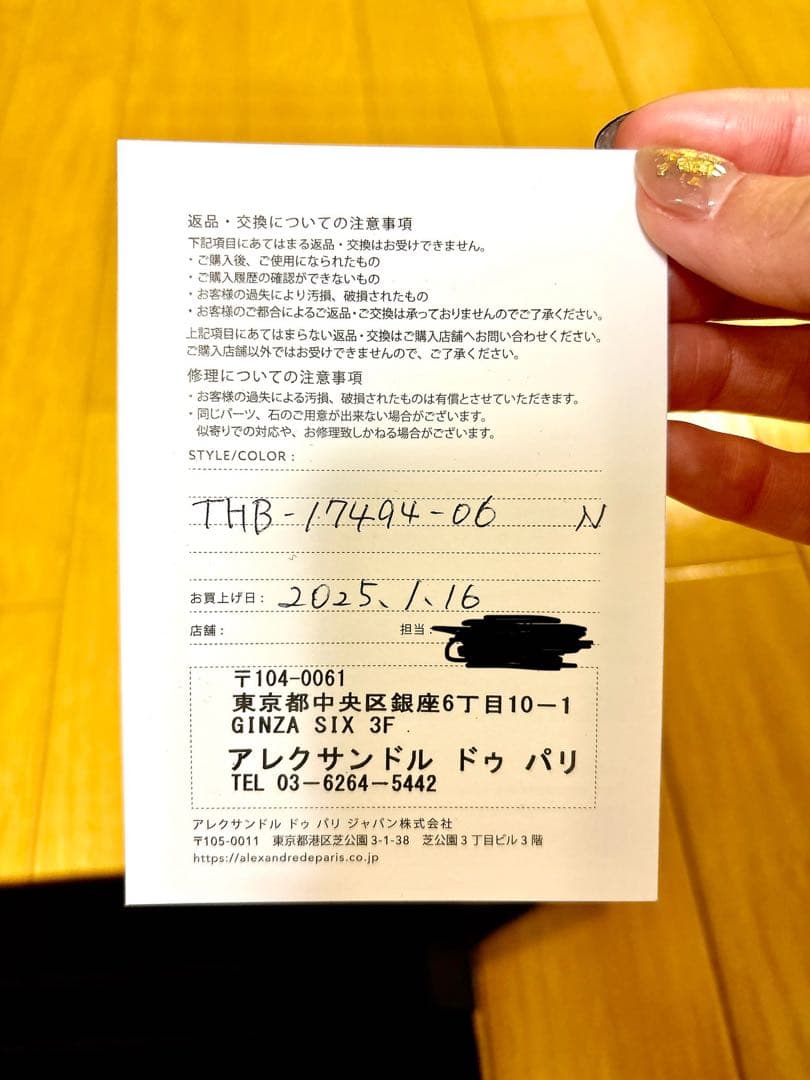 返品・交換についての注意事項
下記項目にあてはまる返品・交換はお受けできません。
・ご購入後、ご使用になられたもの
・ご購入履歴の確認ができないもの
・お客様の過失により汚損、破損されたもの
・お客様のご都合によるご返品・ご交換は承っておりませんのでご了承ください。
上記項目にあてはまらない返品・交換はご購入店舗へお問い合わせください。
ご購入店舗以外ではお受けできませんので、ご了承ください。
修理についての注意事項
・お客様の過失による汚損、破損されたものは有償とさせていただきます。
・同じパーツ、石のご用意が出来ない場合がございます。
似寄りでの対応や、お修理致しかねる場合がございます。
STYLE/COLOR：
THB-17494-06 N
お買上げ日： 2025、1、16
店舗： 担当：
〒104-0061
東京都中央区銀座6丁目10−1
GINZA SIX 3F
アレクサンドル ドゥ パリ
TEL 03−6264−5442
アレクサンドル ドゥ パリ ジャパン株式会社
〒105-0011 東京都港区芝公園 3-1-38 芝公園 3 丁目ビル 3 階
https://alexandredeparis.co.jp